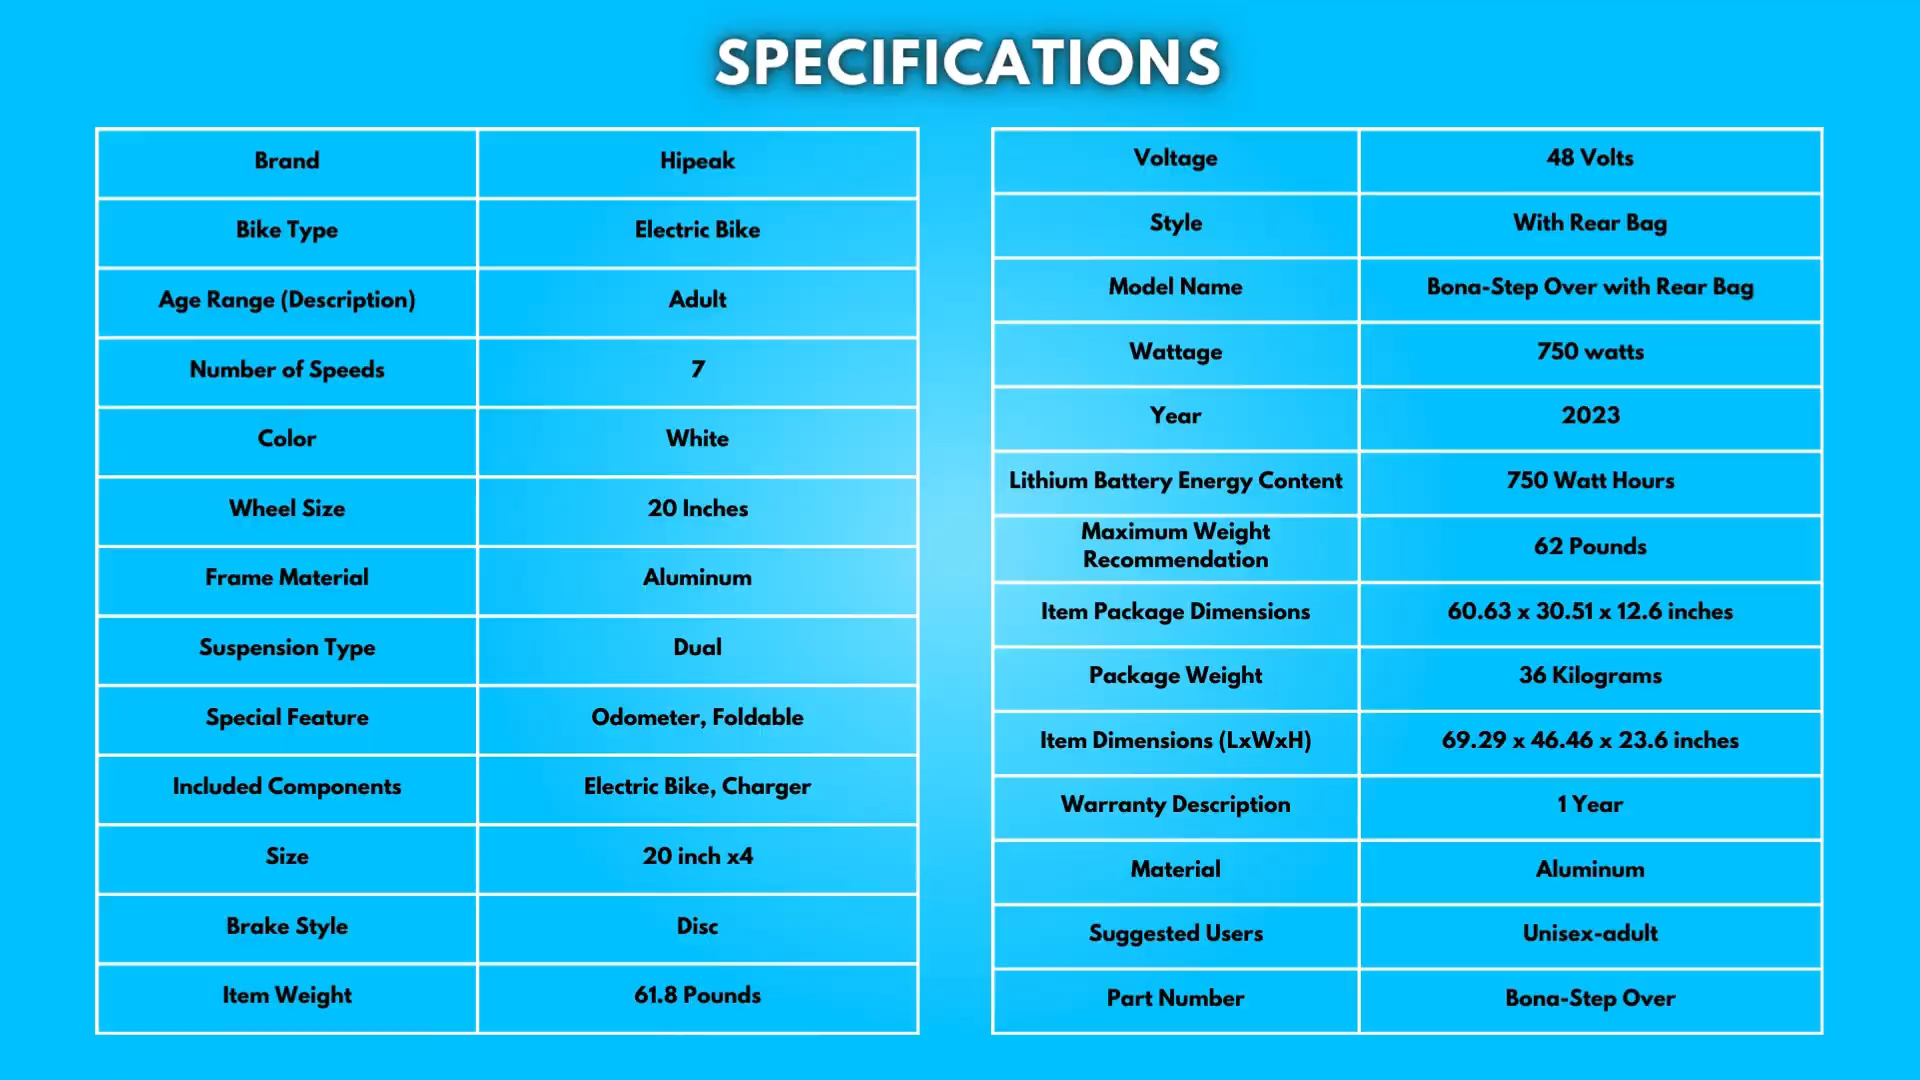 SPECIFICATIONS
Brand Hipeak
Bike Type Electric Bike
Age Range (Description) Adult
Number of Speeds 7
Color White
Wheel Size 20 Inches
Frame Material Aluminum
Suspension Type Dual
Special Feature Odometer, Foldable
Included Components Electric Bike, Charger
Size 20 inch x4
Brake Style Disc
Item Weight 61.8 Pounds
Voltage 48 Volts
Style With Rear Bag
Model Name Bona-Step Over with Rear Bag
Wattage 750 watts
Year 2023
Lithium Battery Energy Content 750 Watt Hours
Maximum Weight
Recommendation 62 Pounds
Item Package Dimensions 60.63 x 30.51 x 12.6 inches
Package Weight 36 Kilograms
Item Dimensions (LxWxH) 69.29 x 46.46 x 23.6 inches
Warranty Description 1 Year
Material Aluminum
Suggested Users Unisex-adult
Part Number Bona-Step Over